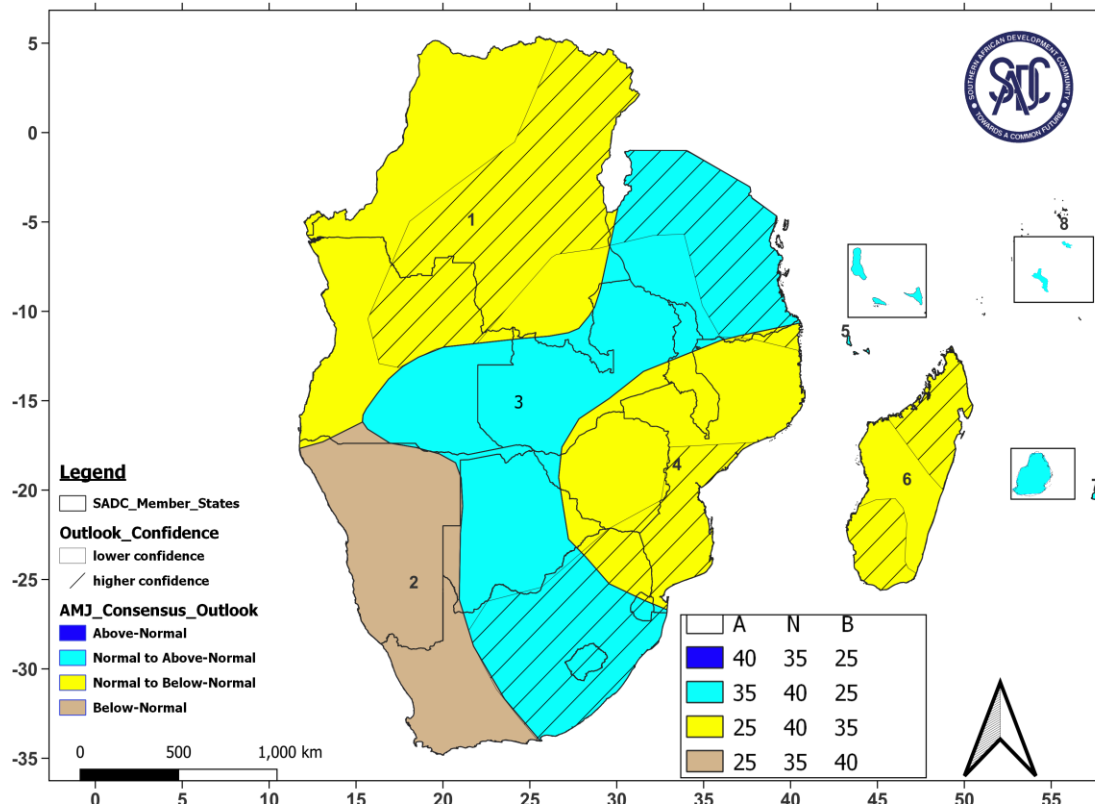 SOUTHERN AFRICAN DEVELOPMENT COMMUNITY
SADC
TOWARDS A COMMON FUTURE
5
0
-5
-10
-15
-20
-25
-30
-35
1
2
3
4
5
6
7
8
Legend
SADC_Member_States
Outlook_Confidence
lower confidence
higher confidence
AMJ_Consensus_Outlook
Above-Normal
Normal to Above-Normal
Normal to Below-Normal
Below-Normal
0 500 1,000 km
A N B
40 35 25
35 40 25
25 40 35
25 35 40
0 5 10 15 20 25 30 35 40 45 50 55